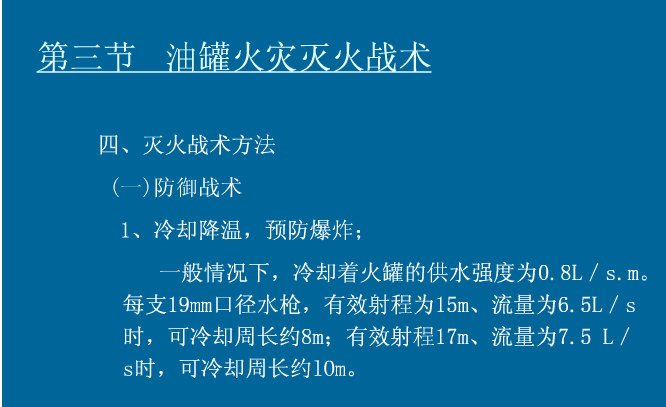 第三节　油罐火灾灭火战术
四、灭火战术方法
(一)防御战术
1、冷却降温，预防爆炸；
一般情况下，冷却着火罐的供水强度为0.8L／s.m。
每支19mm口径水枪，有效射程为15m、流量为6.5L／s
时，可冷却周长约8m；有效射程17m、流量为7.5 L／
s时，可冷却周长约10m。